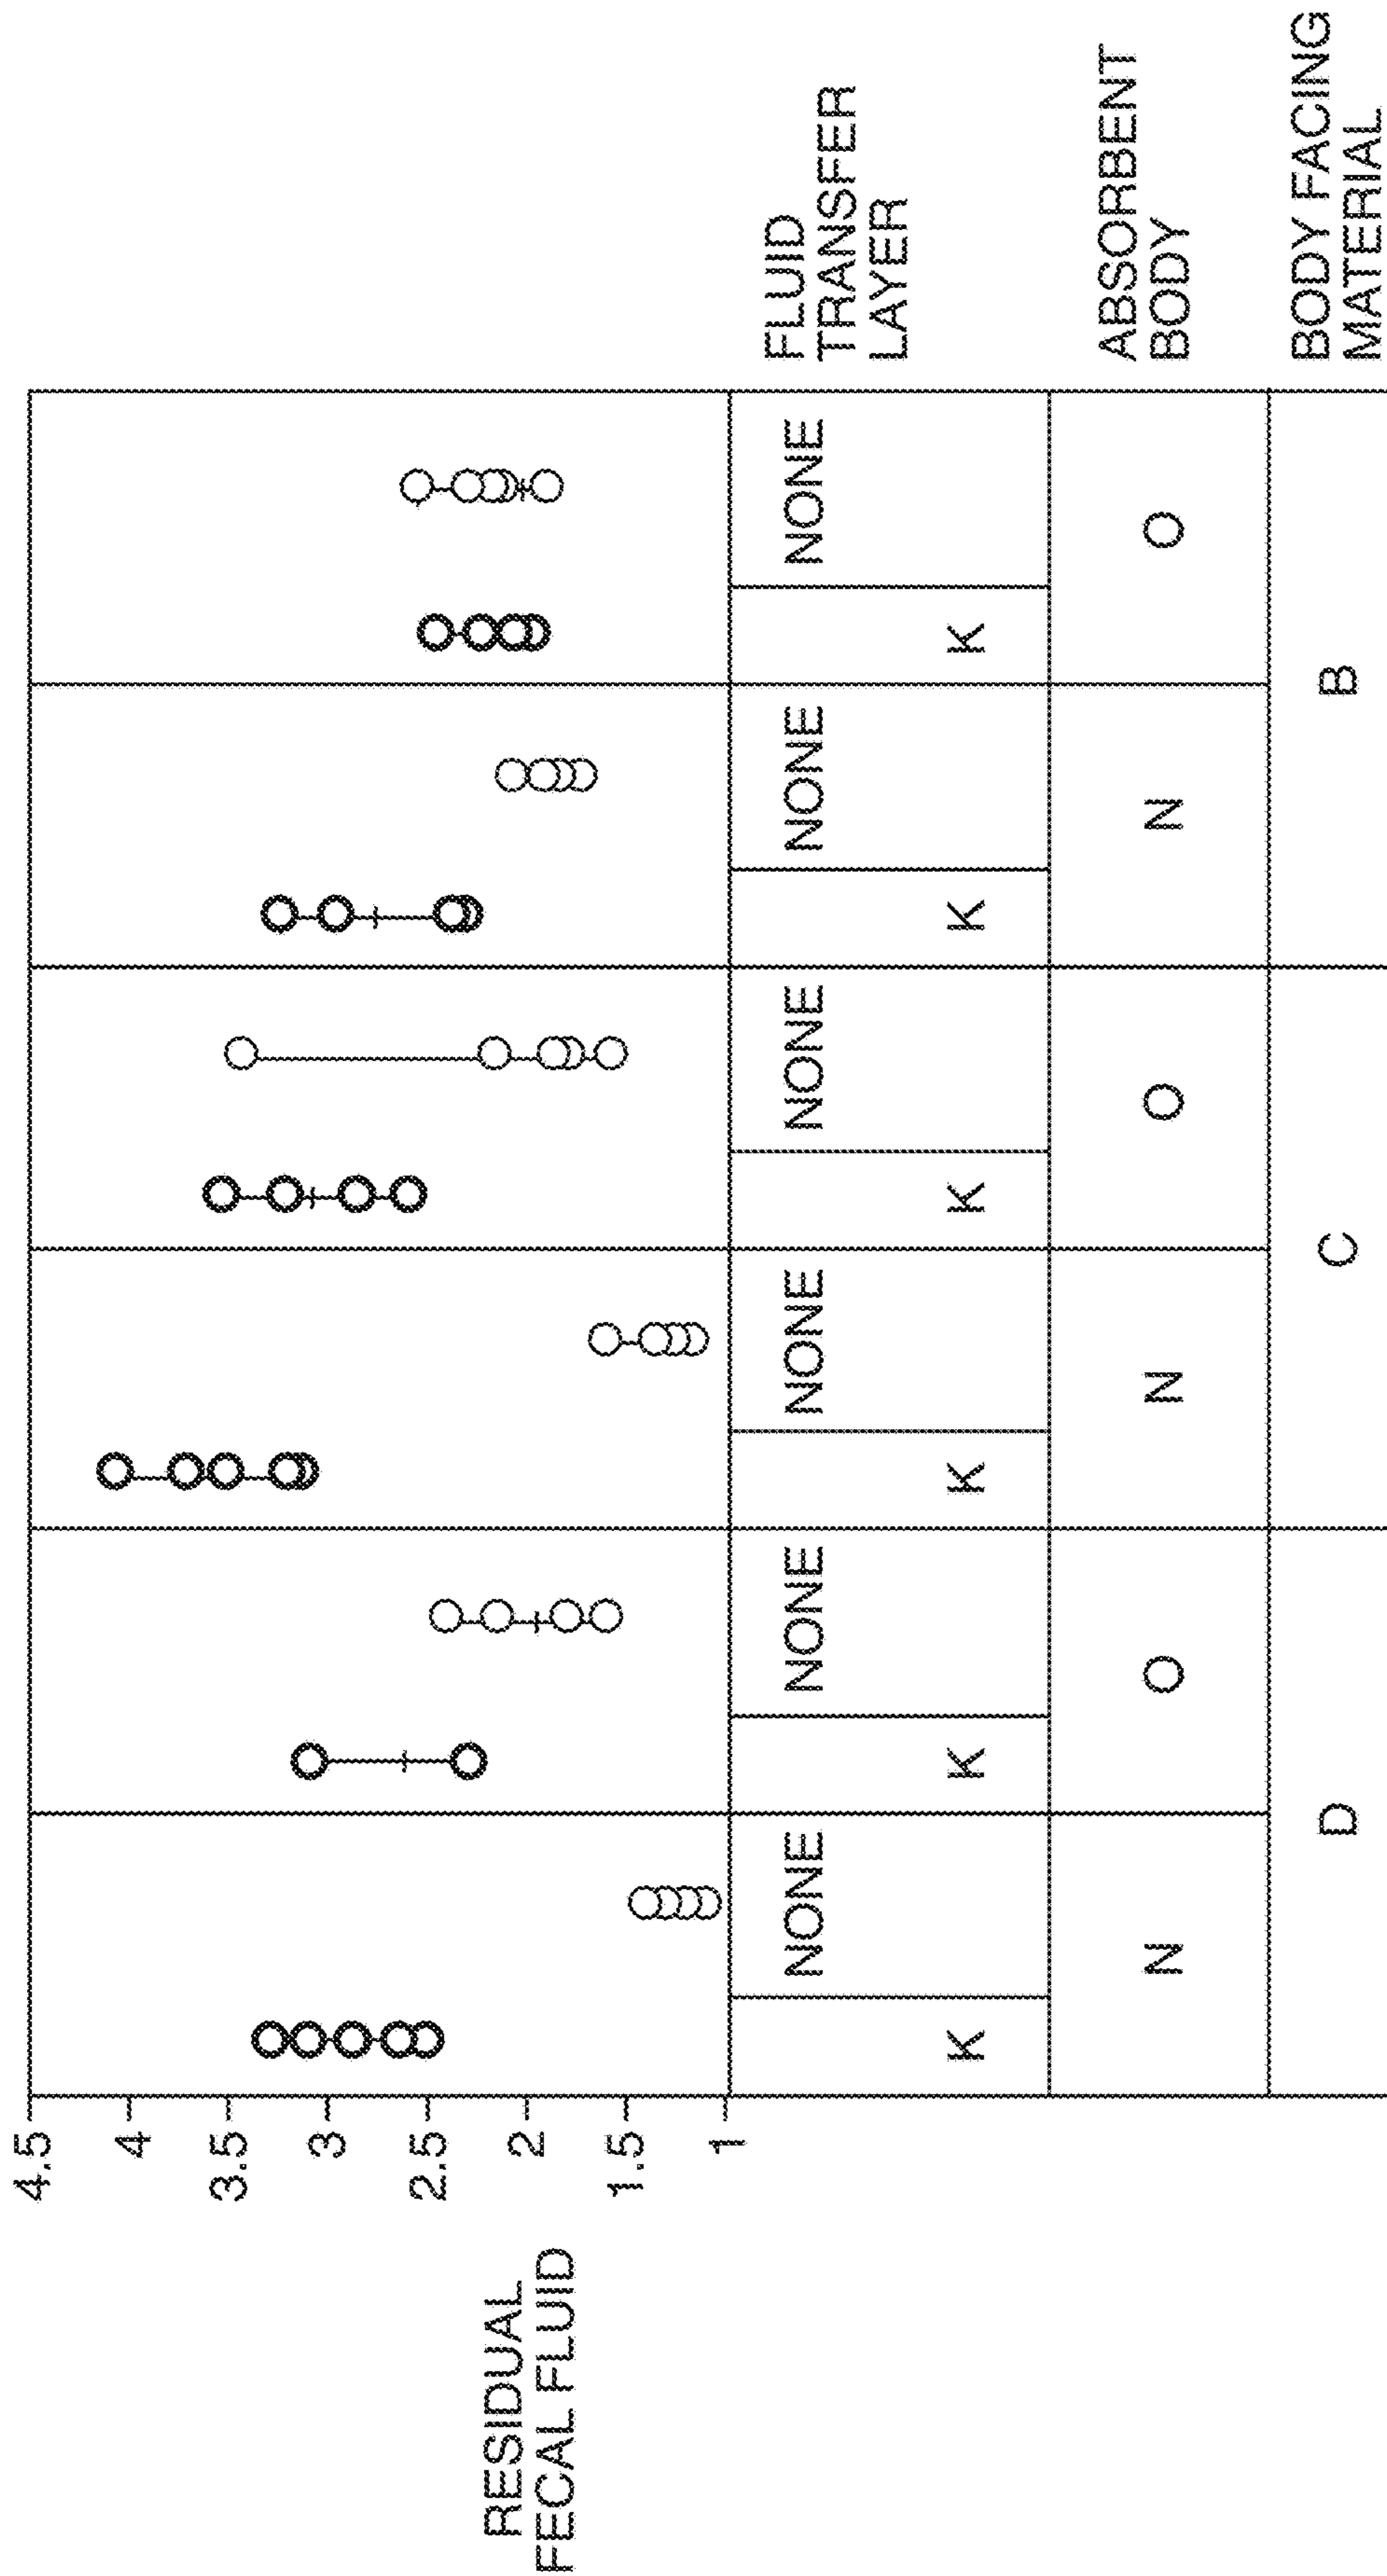 RESIDUAL
FECAL FLUID
4.5
4
3.5
3
2.5
2
1.5
1
K NONE K NONE K NONE K NONE K NONE K NONE
FLUID
TRANSFER
LAYER
N O N O N O
ABSORBENT
BODY
D C B
BODY FACING
MATERIAL